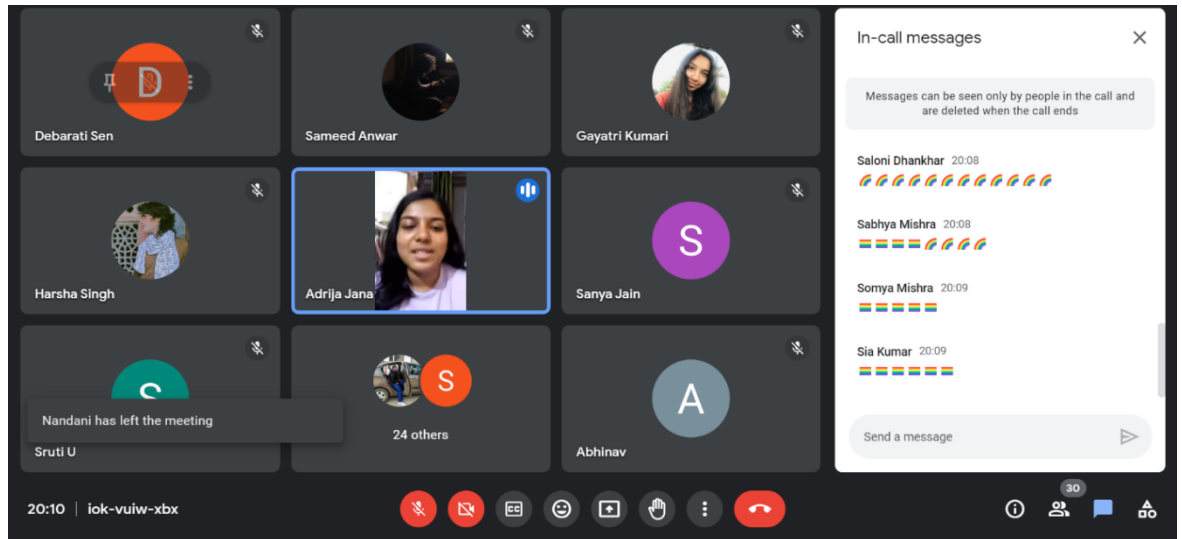 D
Debarati Sen
Sameed Anwar
Gayatri Kumari
Harsha Singh
Adrija Jana
S
Sanya Jain
S
Nandani has left the meeting
Sruti U
S
24 others
A
Abhinav
20:10 | iok-vuiw-xbx
CC
30
In-call messages
Messages can be seen only by people in the call and
are deleted when the call ends
Saloni Dhankhar 20:08
Sabhya Mishra 20:08
Somya Mishra 20:09
Sia Kumar 20:09
Send a message